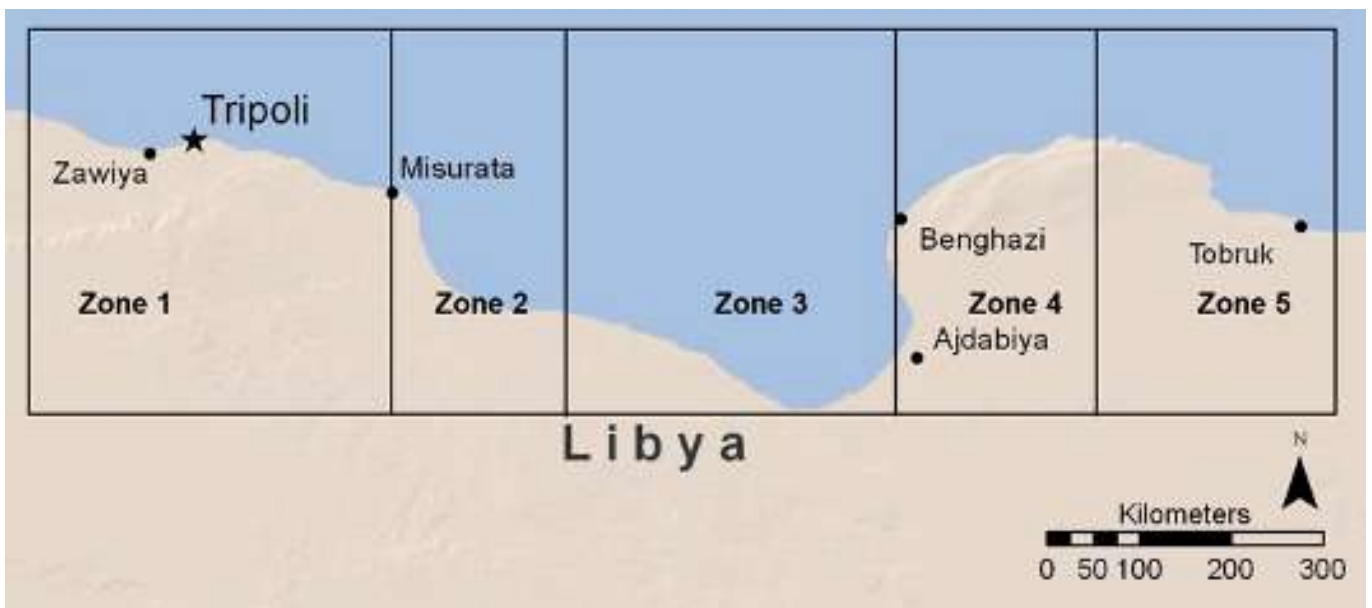 Tripoli
Zawiya
Misurata
Benghazi
Tobruk
Zone 1
Zone 2
Zone 3
Zone 4
Zone 5
Ajdabiya
Libya
N
Kilometers
0 50 100 200 300